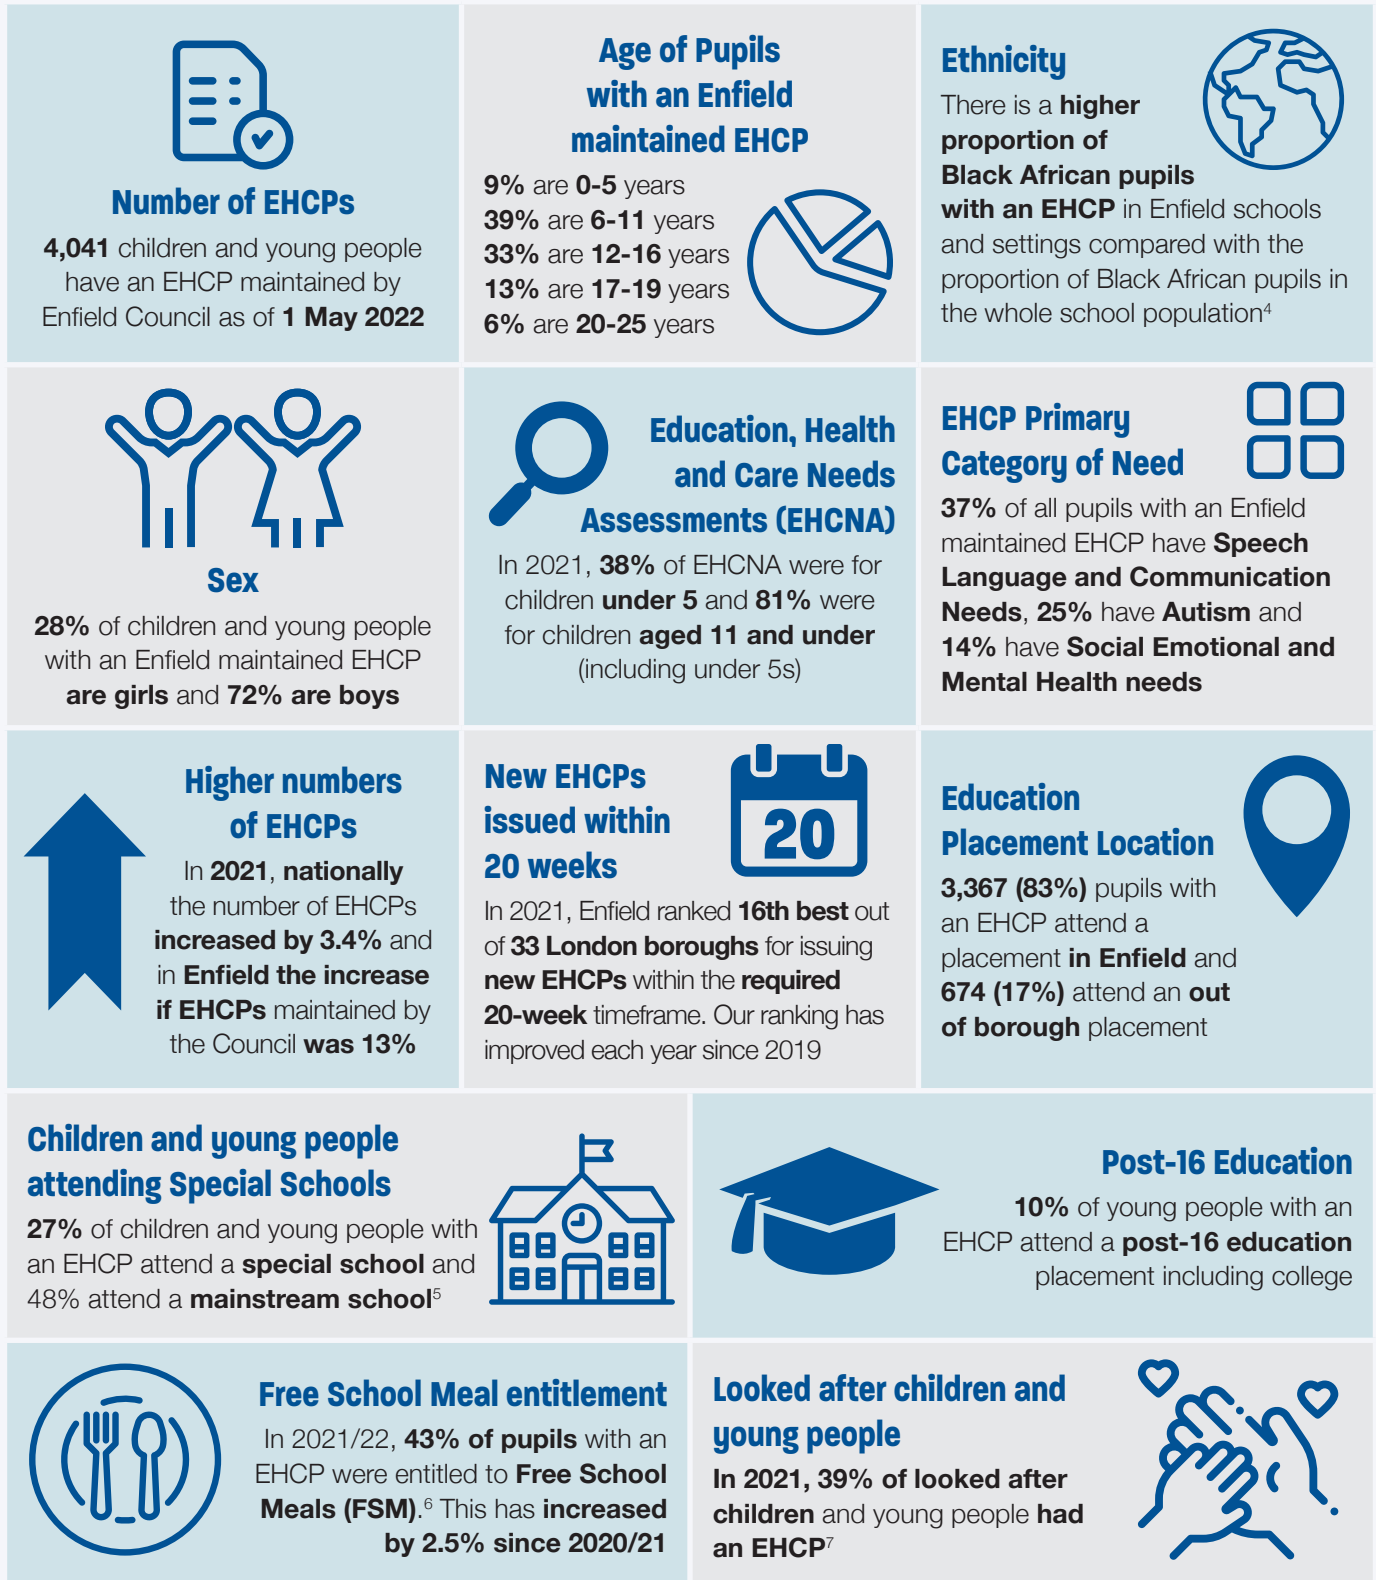 Number of EHCPs
4,041 children and young people
have an EHCP maintained by
Enfield Council as of 1 May 2022
Age of Pupils
with an Enfield
maintained EHCP
9% are 0-5 years
39% are 6-11 years
33% are 12-16 years
13% are 17-19 years
6% are 20-25 years
Ethnicity
There is a higher
proportion of
Black African pupils
with an EHCP in Enfield schools
and settings compared with the
proportion of Black African pupils in
the whole school population4
Sex
28% of children and young people
with an Enfield maintained EHCP
are girls and 72% are boys
Education, Health
and Care Needs
Assessments (EHCNA)
In 2021, 38% of EHCNA were for
children under 5 and 81% were
for children aged 11 and under
(including under 5s)
EHCP Primary
Category of Need
37% of all pupils with an Enfield
maintained EHCP have Speech
Language and Communication
Needs, 25% have Autism and
14% have Social Emotional and
Mental Health needs
Higher numbers
of EHCPs
In 2021, nationally
the number of EHCPs
increased by 3.4% and
in Enfield the increase
if EHCPs maintained by
the Council was 13%
New EHCPs
issued within
20 weeks
20
In 2021, Enfield ranked 16th best out
of 33 London boroughs for issuing
new EHCPs within the required
20-week timeframe. Our ranking has
improved each year since 2019
Education
Placement Location
3,367 (83%) pupils with
an EHCP attend a
placement in Enfield and
674 (17%) attend an out
of borough placement
Children and young people
attending Special Schools
27% of children and young people with
an EHCP attend a special school and
48% attend a mainstream school5
Post-16 Education
10% of young people with an
EHCP attend a post-16 education
placement including college
Free School Meal entitlement
In 2021/22, 43% of pupils with an
EHCP were entitled to Free School
Meals (FSM).6 This has increased
by 2.5% since 2020/21
Looked after children and
young people
In 2021, 39% of looked after
children and young people had
an EHCP7